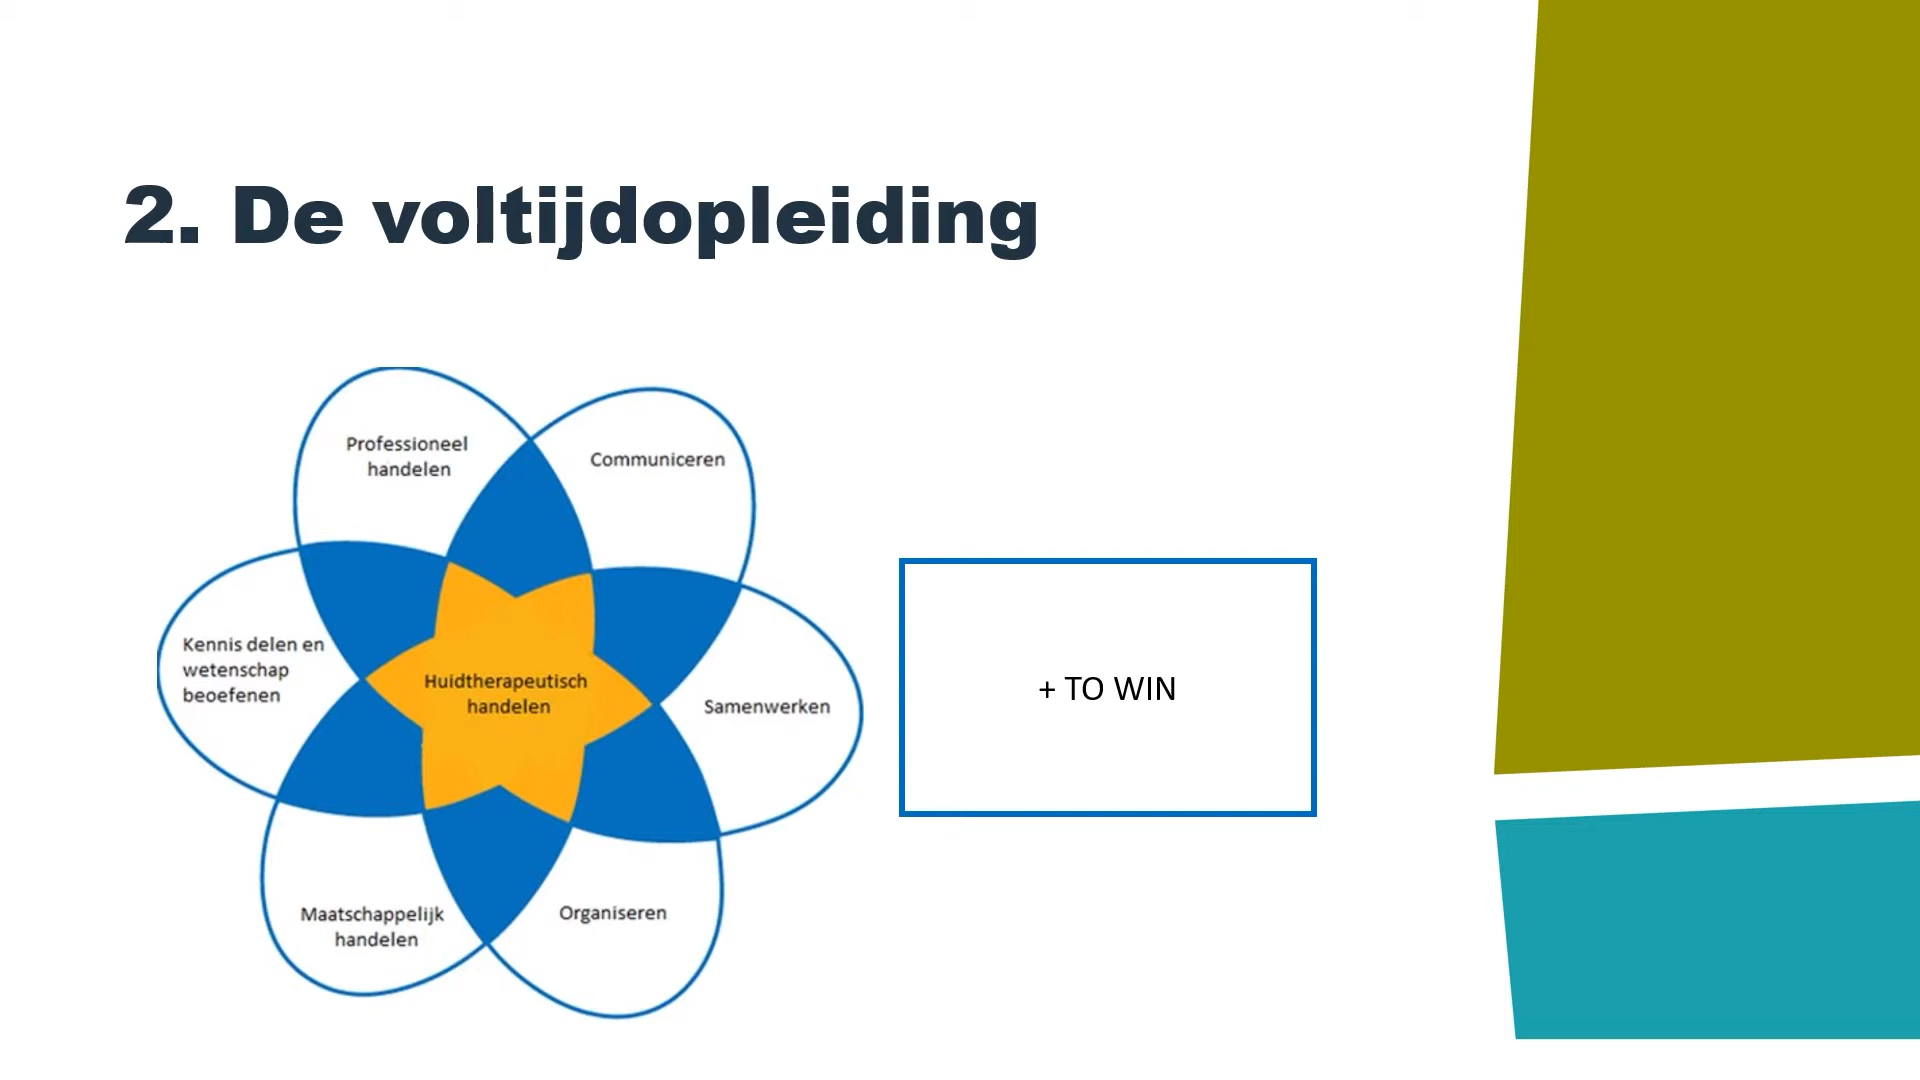 2. De voltijdopleiding
Professioneel
handelen
Communiceren
Kennis delen en
wetenschap
beoefenen
Huidtherapeutisch
handelen
Samenwerken
+ TO WIN
Maatschappelijk
handelen
Organiseren